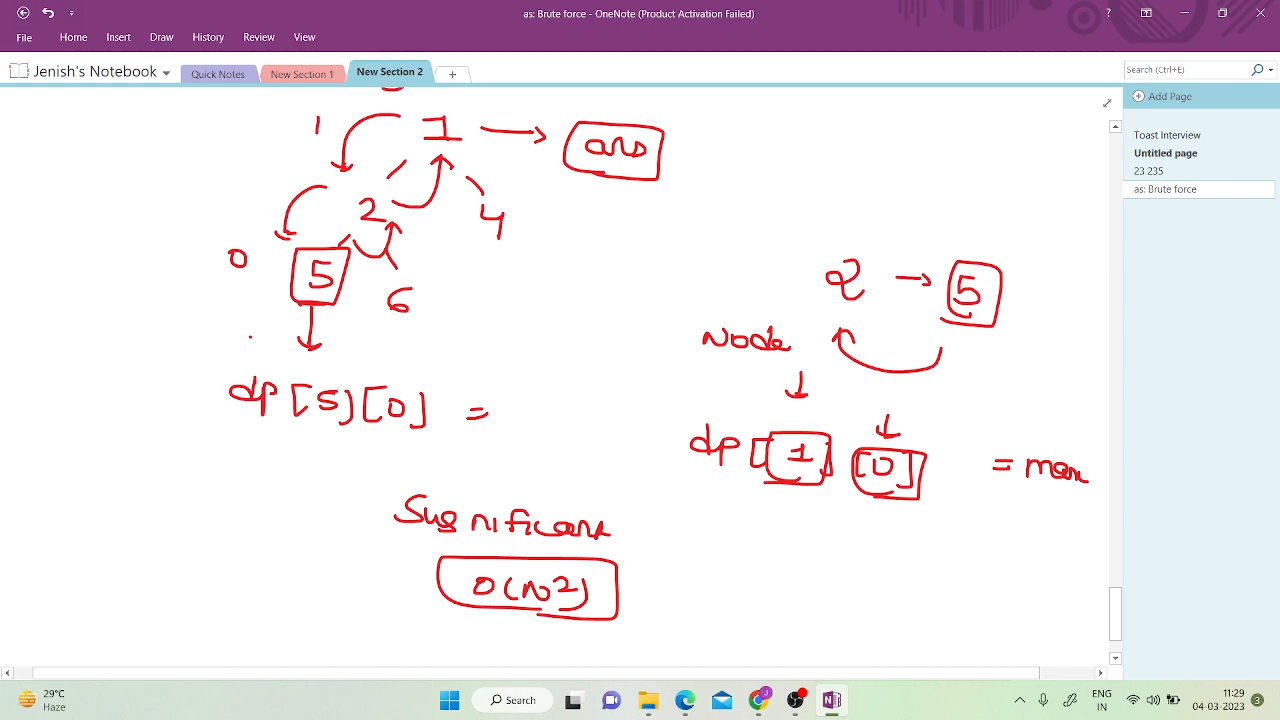 as: Brute force - OneNote (Product Activation Failed)
File Home Insert Draw History Review View
Jenish's Notebook Quick Notes New Section 1 New Section 2
Search (Ctrl+E)
Add Page
Toast Interview
Untitled page
23 235
as: Brute force
1 1 → ans
2 4
0 5 6
2 → 5
Node
dp[5][0] =
dp[1][0] = max
Significant
O(N2)
29°C
Haze
Search
ENG
IN
11:29
04-03-2023